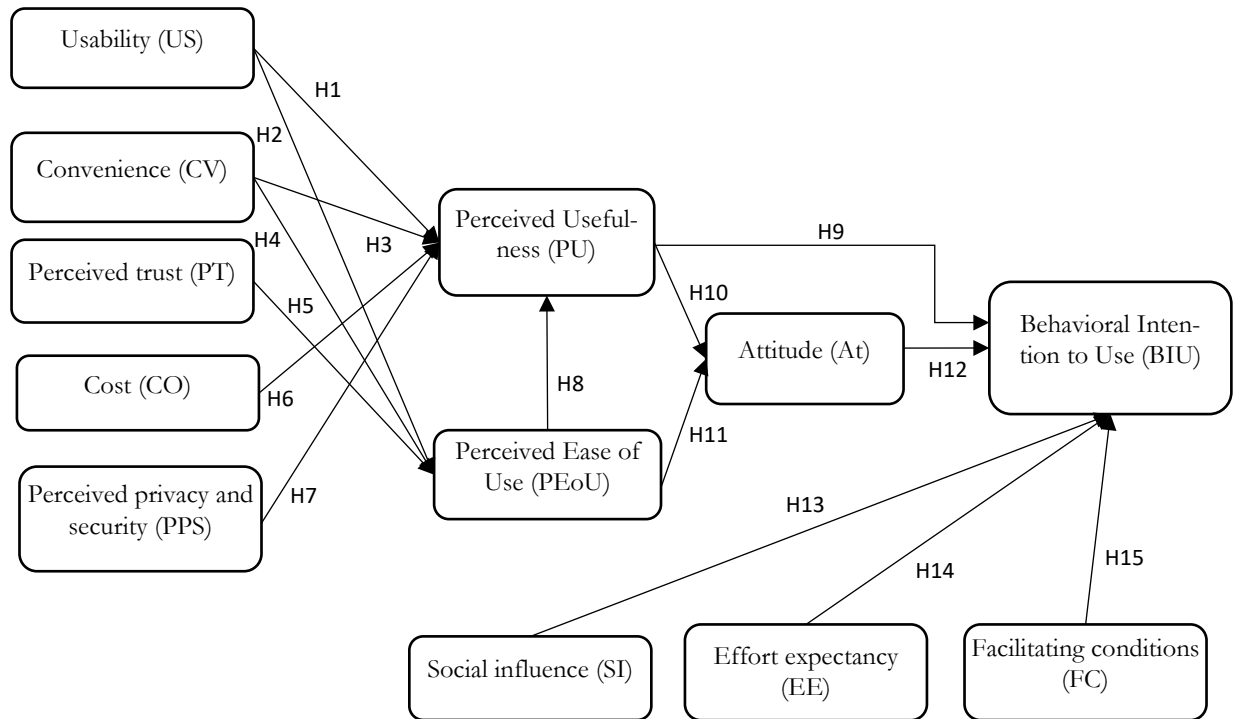 Usability (US)
H1
H2
Convenience (CV)
Perceived Useful-
ness (PU)
H3
H4
H9
Perceived trust (PT)
H5
H10
Behavioral Inten-
tion to Use (BIU)
Attitude (At)
H12
Cost (CO)
H6
H8
H11
Perceived Ease of
Use (PEoU)
Perceived privacy and
security (PPS)
H7
H13
H14
H15
Social influence (SI)
Effort expectancy
(EE)
Facilitating conditions
(FC)